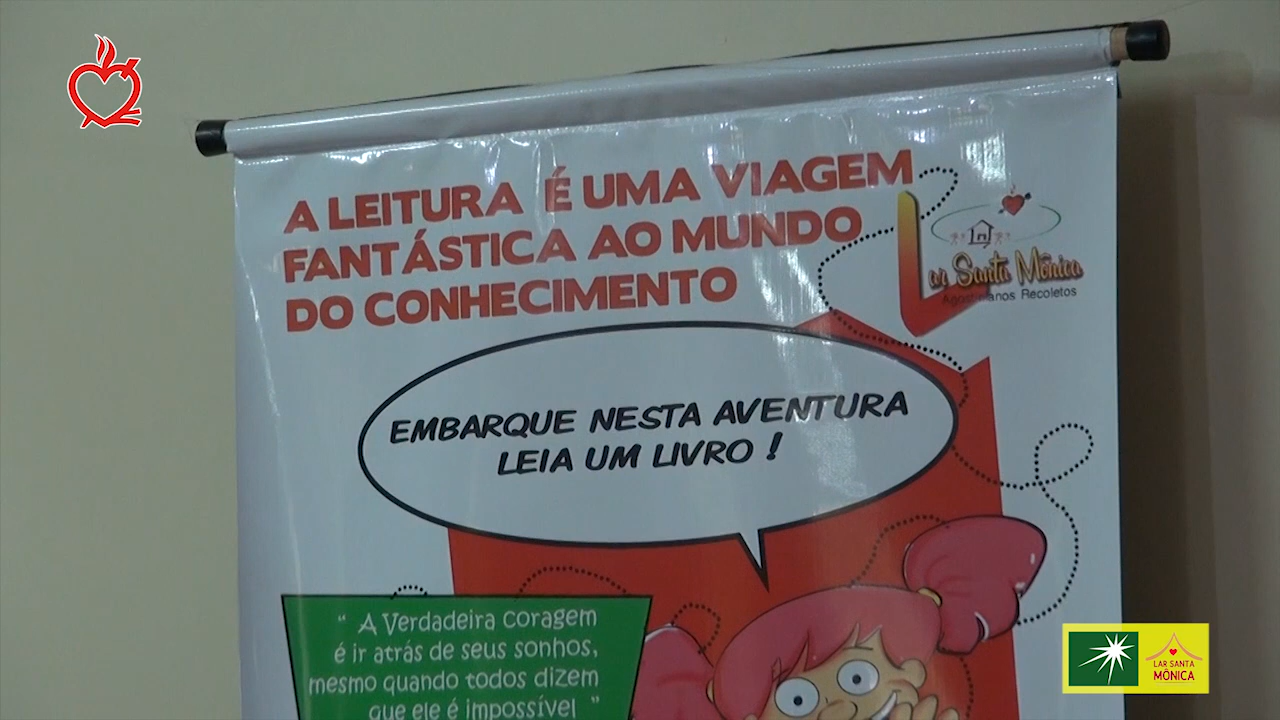 A LEITURA É UMA VIAGEM
FANTÁSTICA AO MUNDO
DO CONHECIMENTO
Lar Santa Mônica
Agostinianos Recoletos
EMBARQUE NESTA AVENTURA
LEIA UM LIVRO !
“ A Verdadeira coragem
é ir atrás de seus sonhos,
mesmo quando todos dizem
que ele é impossível ”
LAR SANTA
MÔNICA